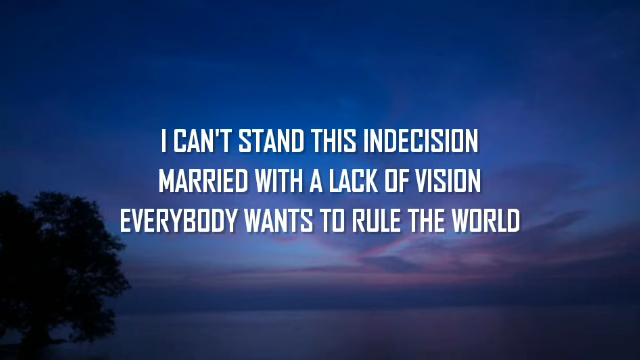 I CAN'T STAND THIS INDECISION
MARRIED WITH A LACK OF VISION
EVERYBODY WANTS TO RULE THE WORLD